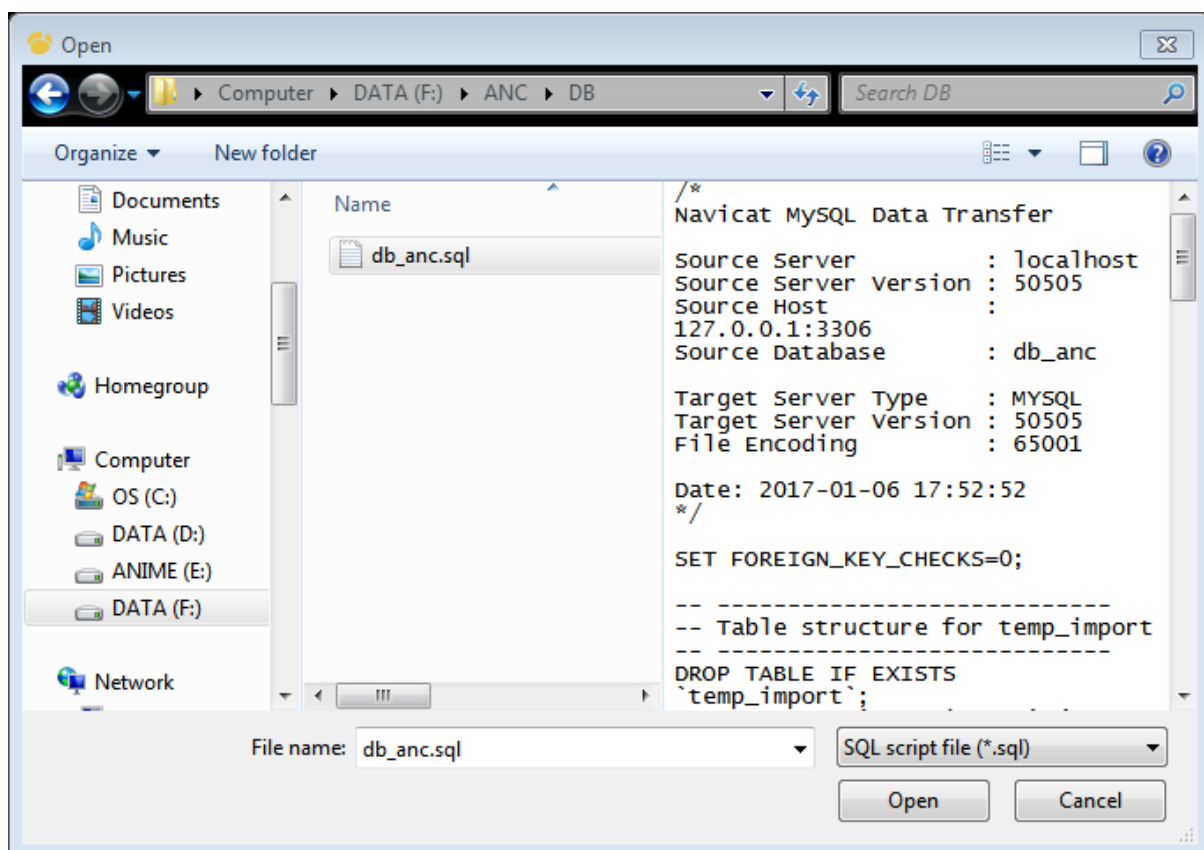 Open
Computer DATA (F:) ANC DB
Search DB
Organize New folder
Documents
Music
Pictures
Videos
Homegroup
Computer
OS (C:)
DATA (D:)
ANIME (E:)
DATA (F:)
Network
Name
db_anc.sql
/*
Navicat MySQL Data Transfer
Source Server : localhost
Source Server Version : 50505
Source Host :
127.0.0.1:3306
Source Database : db_anc
Target Server Type : MYSQL
Target Server Version : 50505
File Encoding : 65001
Date: 2017-01-06 17:52:52
*/
SET FOREIGN_KEY_CHECKS=0;
-- ----------------------------
-- Table structure for temp_import
-- ----------------------------
DROP TABLE IF EXISTS
`temp_import`;
File name: db_anc.sql
SQL script file (*.sql)
Open Cancel